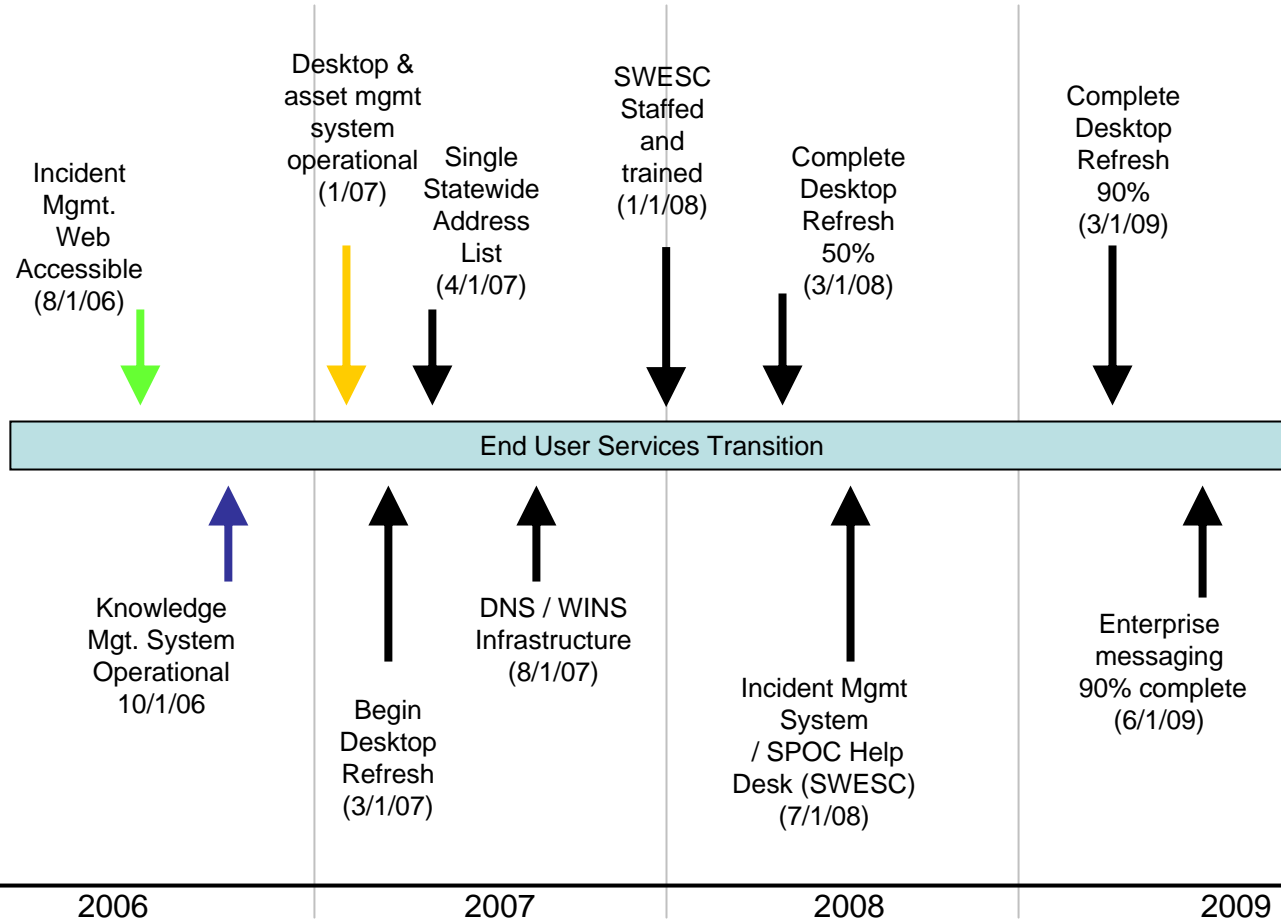 Incident
Mgmt.
Web
Accessible
(8/1/06)
Desktop &
asset mgmt
system
operational
(1/07)
Single
Statewide
Address
List
(4/1/07)
SWESC
Staffed
and
trained
(1/1/08)
Complete
Desktop
Refresh
50%
(3/1/08)
Complete
Desktop
Refresh
90%
(3/1/09)
End User Services Transition
Knowledge
Mgt. System
Operational
10/1/06
Begin
Desktop
Refresh
(3/1/07)
DNS / WINS
Infrastructure
(8/1/07)
Incident Mgmt
System
/ SPOC Help
Desk (SWESC)
(7/1/08)
Enterprise
messaging
90% complete
(6/1/09)
2006
2007
2008
2009